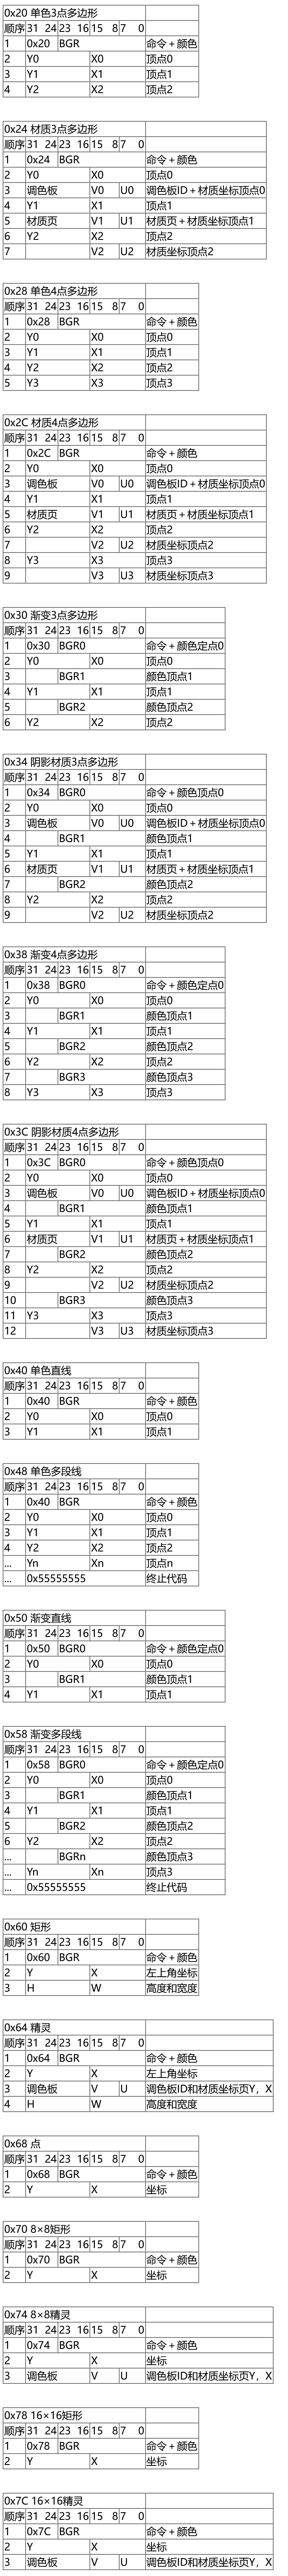 0x20 单色3点多边形
顺序 31 24 23 16 15 8 7 0
1 0x20 BGR 命令＋颜色
2 Y0 X0 顶点0
3 Y1 X1 顶点1
4 Y2 X2 顶点2
0x24 材质3点多边形
顺序 31 24 23 16 15 8 7 0
1 0x24 BGR 命令＋颜色
2 Y0 X0 顶点0
3 调色板 V0 U0 调色板ID＋材质坐标顶点0
4 Y1 X1 顶点1
5 材质页 V1 U1 材质页＋材质坐标顶点1
6 Y2 X2 顶点2
7 V2 U2 材质坐标顶点2
0x28 单色4点多边形
顺序 31 24 23 16 15 8 7 0
1 0x28 BGR 命令＋颜色
2 Y0 X0 顶点0
3 Y1 X1 顶点1
4 Y2 X2 顶点2
5 Y3 X3 顶点3
0x2C 材质4点多边形
顺序 31 24 23 16 15 8 7 0
1 0x2C BGR 命令＋颜色
2 Y0 X0 顶点0
3 调色板 V0 U0 调色板ID＋材质坐标顶点0
4 Y1 X1 顶点1
5 材质页 V1 U1 材质页＋材质坐标顶点1
6 Y2 X2 顶点2
7 V2 U2 材质坐标顶点2
8 Y3 X3 顶点3
9 V3 U3 材质坐标顶点3
0x30 渐变3点多边形
顺序 31 24 23 16 15 8 7 0
1 0x30 BGR0 命令＋颜色定点0
2 Y0 X0 顶点0
3 BGR1 颜色顶点1
4 Y1 X1 顶点1
5 BGR2 颜色顶点2
6 Y2 X2 顶点2
0x34 阴影材质3点多边形
顺序 31 24 23 16 15 8 7 0
1 0x34 BGR0 命令＋颜色顶点0
2 Y0 X0 顶点0
3 调色板 V0 U0 调色板ID＋材质坐标顶点0
4 BGR1 颜色顶点1
5 Y1 X1 顶点1
6 材质页 V1 U1 材质页＋材质坐标顶点1
7 BGR2 颜色顶点2
8 Y2 X2 顶点2
9 V2 U2 材质坐标顶点2
0x38 渐变4点多边形
顺序 31 24 23 16 15 8 7 0
1 0x38 BGR0 命令＋颜色定点0
2 Y0 X0 顶点0
3 BGR1 颜色顶点1
4 Y1 X1 顶点1
5 BGR2 颜色顶点2
6 Y2 X2 顶点2
7 BGR3 颜色顶点3
8 Y3 X3 顶点3
0x3C 阴影材质4点多边形
顺序 31 24 23 16 15 8 7 0
1 0x3C BGR0 命令＋颜色顶点0
2 Y0 X0 顶点0
3 调色板 V0 U0 调色板ID＋材质坐标顶点0
4 BGR1 颜色顶点1
5 Y1 X1 顶点1
6 材质页 V1 U1 材质页＋材质坐标顶点1
7 BGR2 颜色顶点2
8 Y2 X2 顶点2
9 V2 U2 材质坐标顶点2
10 BGR3 颜色顶点3
11 Y3 X3 顶点3
12 V3 U3 材质坐标顶点3
0x40 单色直线
顺序 31 24 23 16 15 8 7 0
1 0x40 BGR 命令＋颜色
2 Y0 X0 顶点0
3 Y1 X1 顶点1
0x48 单色多段线
顺序 31 24 23 16 15 8 7 0
1 0x40 BGR 命令＋颜色
2 Y0 X0 顶点0
3 Y1 X1 顶点1
4 Y2 X2 顶点2
... Yn Xn 顶点n
... 0x55555555 终止代码
0x50 渐变直线
顺序 31 24 23 16 15 8 7 0
1 0x50 BGR0 命令＋颜色定点0
2 Y0 X0 顶点0
3 BGR1 颜色顶点1
4 Y1 X1 顶点1
0x58 渐变多段线
顺序 31 24 23 16 15 8 7 0
1 0x58 BGR0 命令＋颜色定点0
2 Y0 X0 顶点0
3 BGR1 颜色顶点1
4 Y1 X1 顶点1
5 BGR2 颜色顶点2
6 Y2 X2 顶点2
... BGRn 颜色顶点3
... Yn Xn 顶点3
... 0x55555555 终止代码
0x60 矩形
顺序 31 24 23 16 15 8 7 0
1 0x60 BGR 命令＋颜色
2 Y X 左上角坐标
3 H W 高度和宽度
0x64 精灵
顺序 31 24 23 16 15 8 7 0
1 0x64 BGR 命令＋颜色
2 Y X 左上角坐标
3 调色板 V U 调色板ID和材质坐标页Y，X
4 H W 高度和宽度
0x68 点
顺序 31 24 23 16 15 8 7 0
1 0x68 BGR 命令＋颜色
2 Y X 坐标
0x70 8×8矩形
顺序 31 24 23 16 15 8 7 0
1 0x70 BGR 命令＋颜色
2 Y X 坐标
0x74 8×8精灵
顺序 31 24 23 16 15 8 7 0
1 0x74 BGR 命令＋颜色
2 Y X 坐标
3 调色板 V U 调色板ID和材质坐标页Y，X
0x78 16×16矩形
顺序 31 24 23 16 15 8 7 0
1 0x78 BGR 命令＋颜色
2 Y X 坐标
0x7C 16×16精灵
顺序 31 24 23 16 15 8 7 0
1 0x7C BGR 命令＋颜色
2 Y X 坐标
3 调色板 V U 调色板ID和材质坐标页Y，X